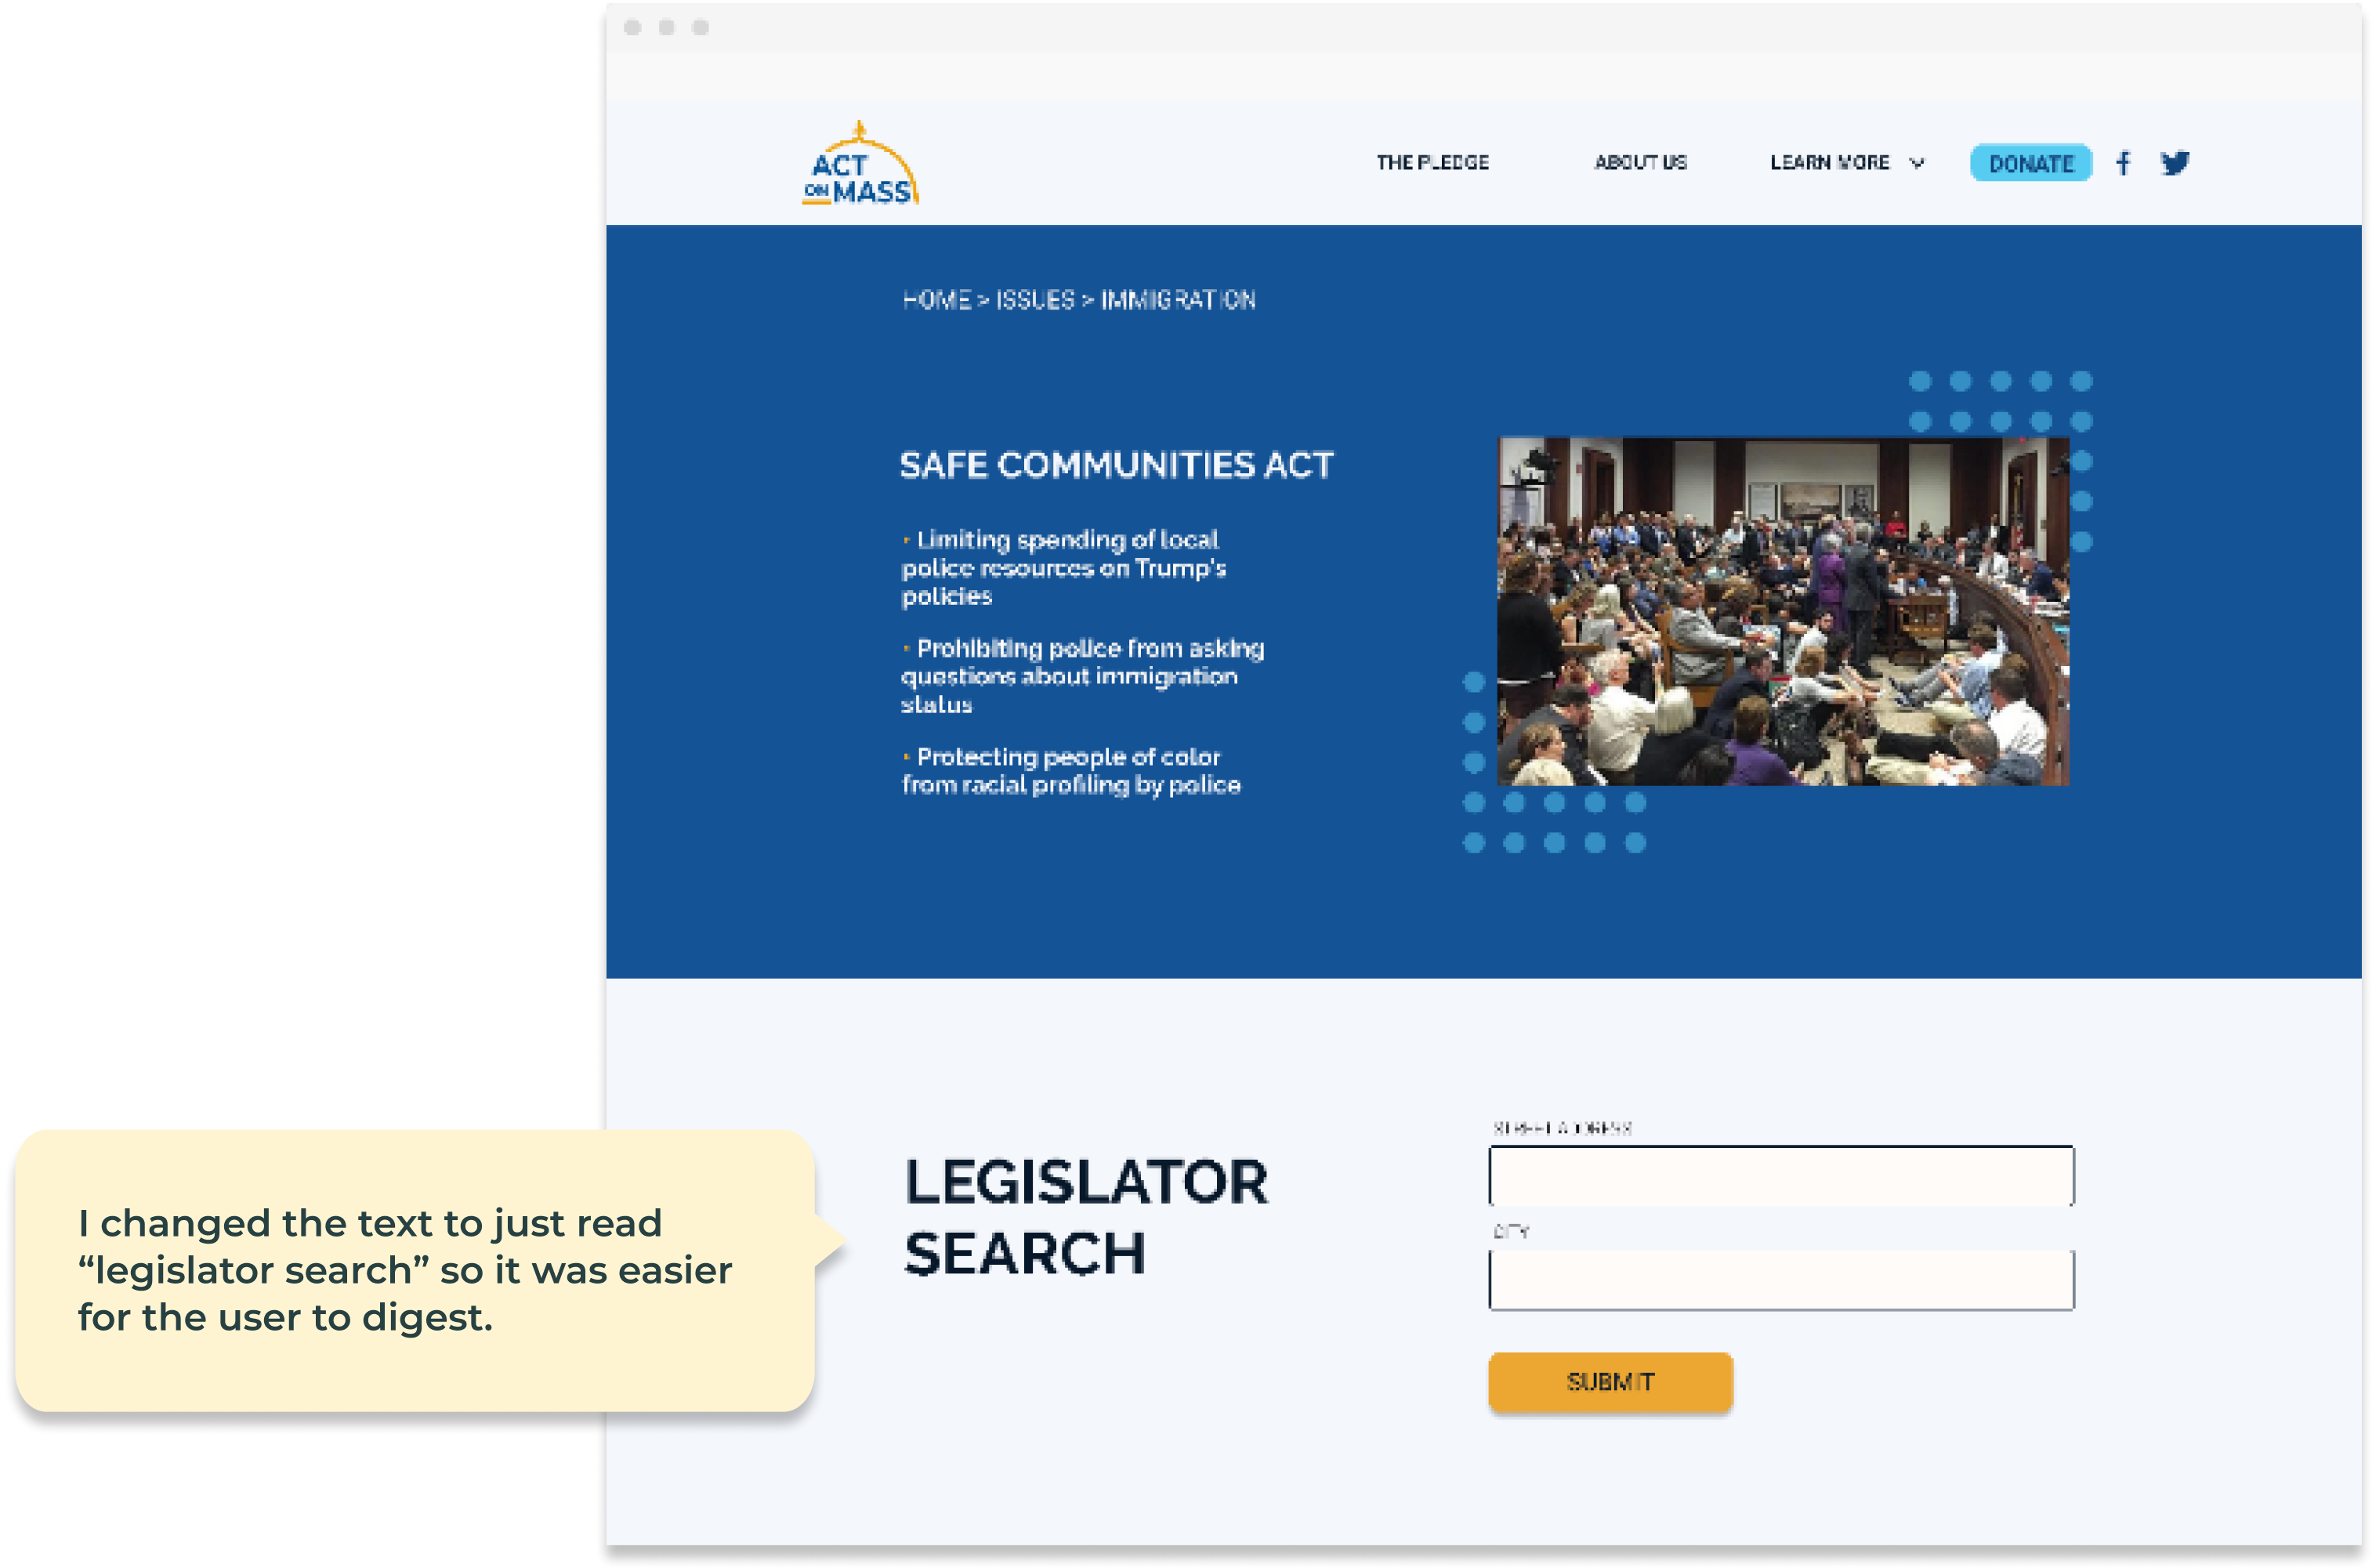 ACT
ON MASS
THE PLEDGE
ABOUT US
LEARN MORE
DONATE
HOME > ISSUES > IMMIGRATION
SAFE COMMUNITIES ACT
• Limiting spending of local
police resources on Trump's
policies
• Prohibiting police from asking
questions about immigration
status
• Protecting people of color
from racial profiling by police
I changed the text to just read
“legislator search” so it was easier
for the user to digest.
LEGISLATOR
SEARCH
STREET ADDRESS
CITY
SUBMIT